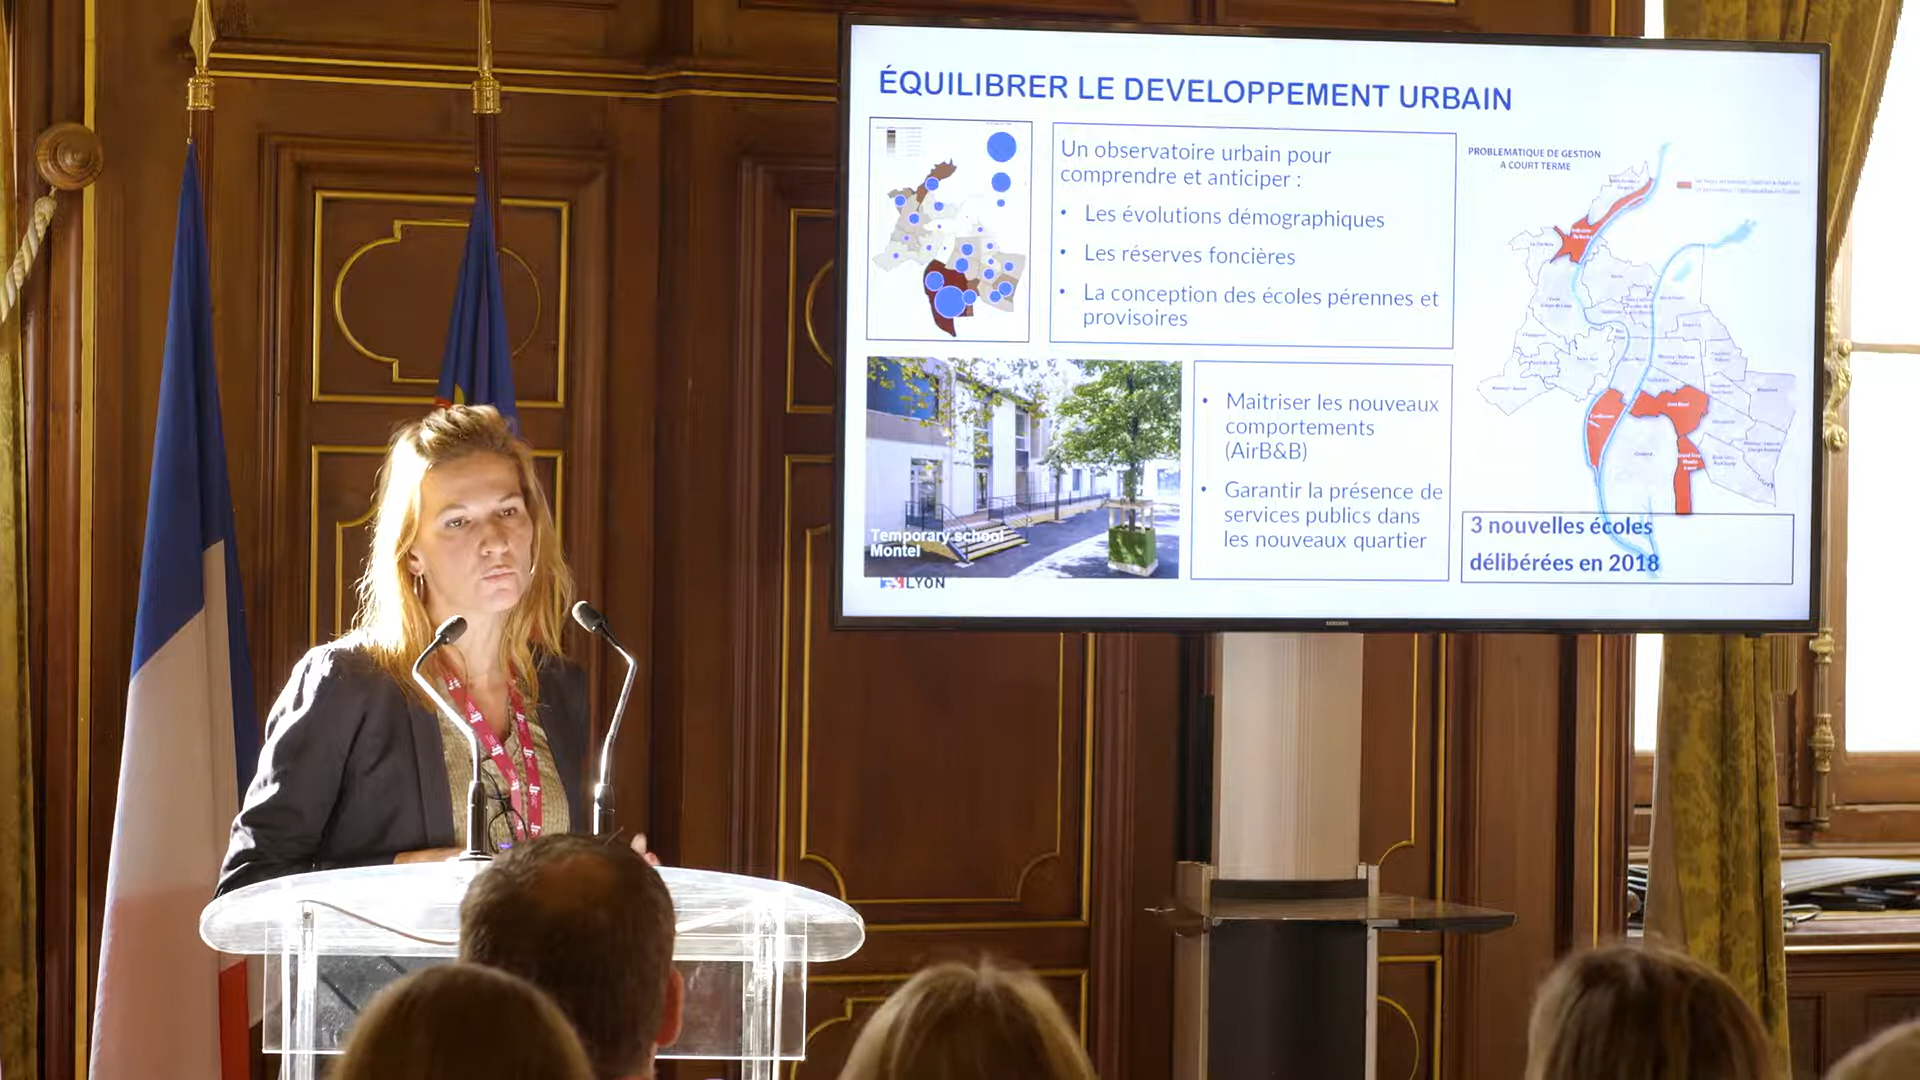 ÉQUILIBRER LE DEVELOPPEMENT URBAIN
Un observatoire urbain pour
comprendre et anticiper :
• Les évolutions démographiques
• Les réserves foncières
• La conception des écoles pérennes et
provisoires
PROBLEMATIQUE DE GESTION
A COURT TERME
Temporary school
Montel
• Maitriser les nouveaux
comportements
(AirB&B)
• Garantir la présence de
services publics dans
les nouveaux quartier
3 nouvelles écoles
délibérées en 2018
LYON
SAMSUNG